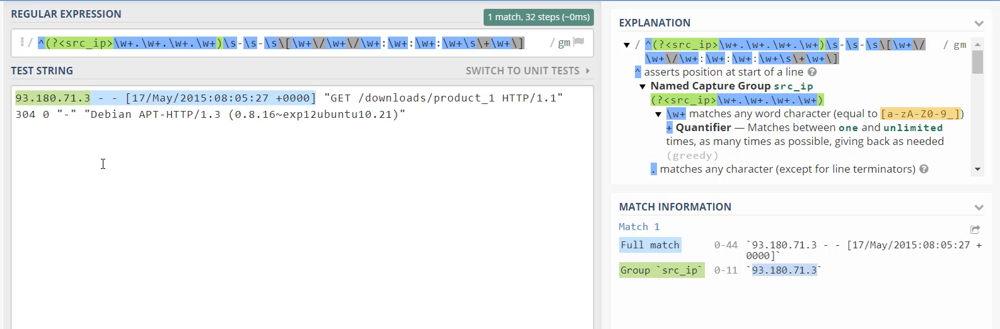 REGULAR EXPRESSION
1 match, 32 steps (~0ms)
/ ^(?<src_ip>\w+.\w+.\w+.\w+)\s-\s-\s\[\w+\/\w+\/\w+:\w+:\w+:\w+\s\+\w+\] / gm
TEST STRING
SWITCH TO UNIT TESTS
93.180.71.3 - - [17/May/2015:08:05:27 +0000] "GET /downloads/product_1 HTTP/1.1"
304 0 "-" "Debian APT-HTTP/1.3 (0.8.16~exp12ubuntu10.21)"
EXPLANATION
/ ^(?<src_ip>\w+.\w+.\w+.\w+)\s-\s-\s\[\w+\/ / gm
\w+\/\w+:\w+:\w+:\w+\s\+\w+\]
^ asserts position at start of a line
Named Capture Group src_ip
(?<src_ip>\w+.\w+.\w+.\w+)
\w+ matches any word character (equal to [a-zA-Z0-9_])
+ Quantifier — Matches between one and unlimited
times, as many times as possible, giving back as needed
(greedy)
. matches any character (except for line terminators)
MATCH INFORMATION
Match 1
Full match 0-44 `93.180.71.3 - - [17/May/2015:08:05:27 +
0000]`
Group `src_ip` 0-11 `93.180.71.3`